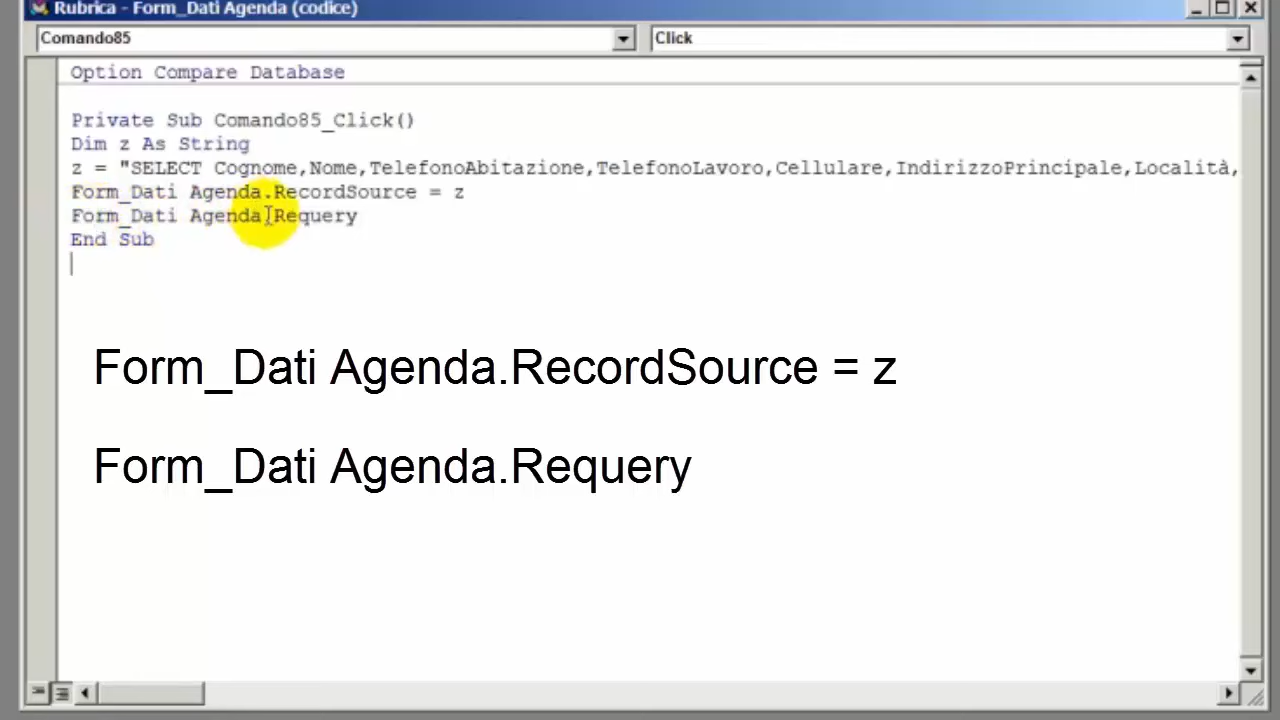 Rubrica - Form_Dati Agenda (codice)
Comando85
Click
Option Compare Database
Private Sub Comando85_Click()
Dim z As String
z = "SELECT Cognome,Nome,TelefonoAbitazione,TelefonoLavoro,Cellulare,IndirizzoPrincipale,Località,
Form_Dati Agenda.RecordSource = z
Form_Dati Agenda.Requery
End Sub
Form_Dati Agenda.RecordSource = z
Form_Dati Agenda.Requery